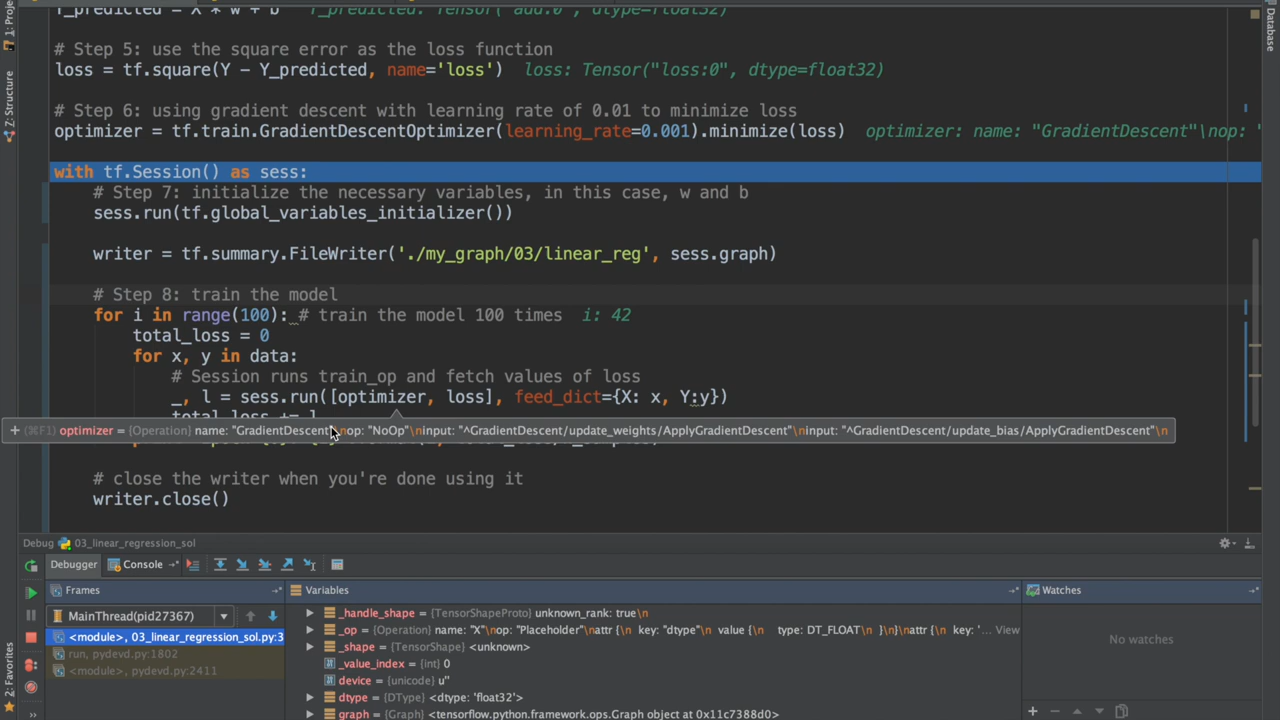 Y_predicted = X * w + b   Y_predicted: Tensor("add:0", dtype=float32)
# Step 5: use the square error as the loss function
loss = tf.square(Y - Y_predicted, name='loss')  loss: Tensor("loss:0", dtype=float32)
# Step 6: using gradient descent with learning rate of 0.01 to minimize loss
optimizer = tf.train.GradientDescentOptimizer(learning_rate=0.001).minimize(loss)  optimizer: name: "GradientDescent"\nop: "
with tf.Session() as sess:
# Step 7: initialize the necessary variables, in this case, w and b
sess.run(tf.global_variables_initializer())
writer = tf.summary.FileWriter('./my_graph/03/linear_reg', sess.graph)
# Step 8: train the model
for i in range(100): # train the model 100 times  i: 42
total_loss = 0
for x, y in data:
# Session runs train_op and fetch values of loss
_, l = sess.run([optimizer, loss], feed_dict={X: x, Y:y})
total_loss += l
+ (⌘F1) optimizer = {Operation} name: "GradientDescent"\nop: "NoOp"\ninput: "^GradientDescent/update_weights/ApplyGradientDescent"\ninput: "^GradientDescent/update_bias/ApplyGradientDescent"\n
# close the writer when you're done using it
writer.close()
1: Project
Z: Structure
2: Favorites
Database
Debug 03_linear_regression_sol
Debugger Console
Frames
Variables
Watches
MainThread(pid27367)
<module>, 03_linear_regression_sol.py:3
run, pydevd.py:1802
<module>, pydevd.py:2411
_handle_shape = {TensorShapeProto} unknown_rank: true\n
_op = {Operation} name: "X"\nop: "Placeholder"\nattr {\n  key: "dtype"\n  value {\n    type: DT_FLOAT\n  }\n}\nattr {\n  key: '... View
_shape = {TensorShape} <unknown>
_value_index = {int} 0
device = {unicode} u''
dtype = {DType} <dtype: 'float32'>
graph = {Graph} <tensorflow.python.framework.ops.Graph object at 0x11c7388d0>
No watches